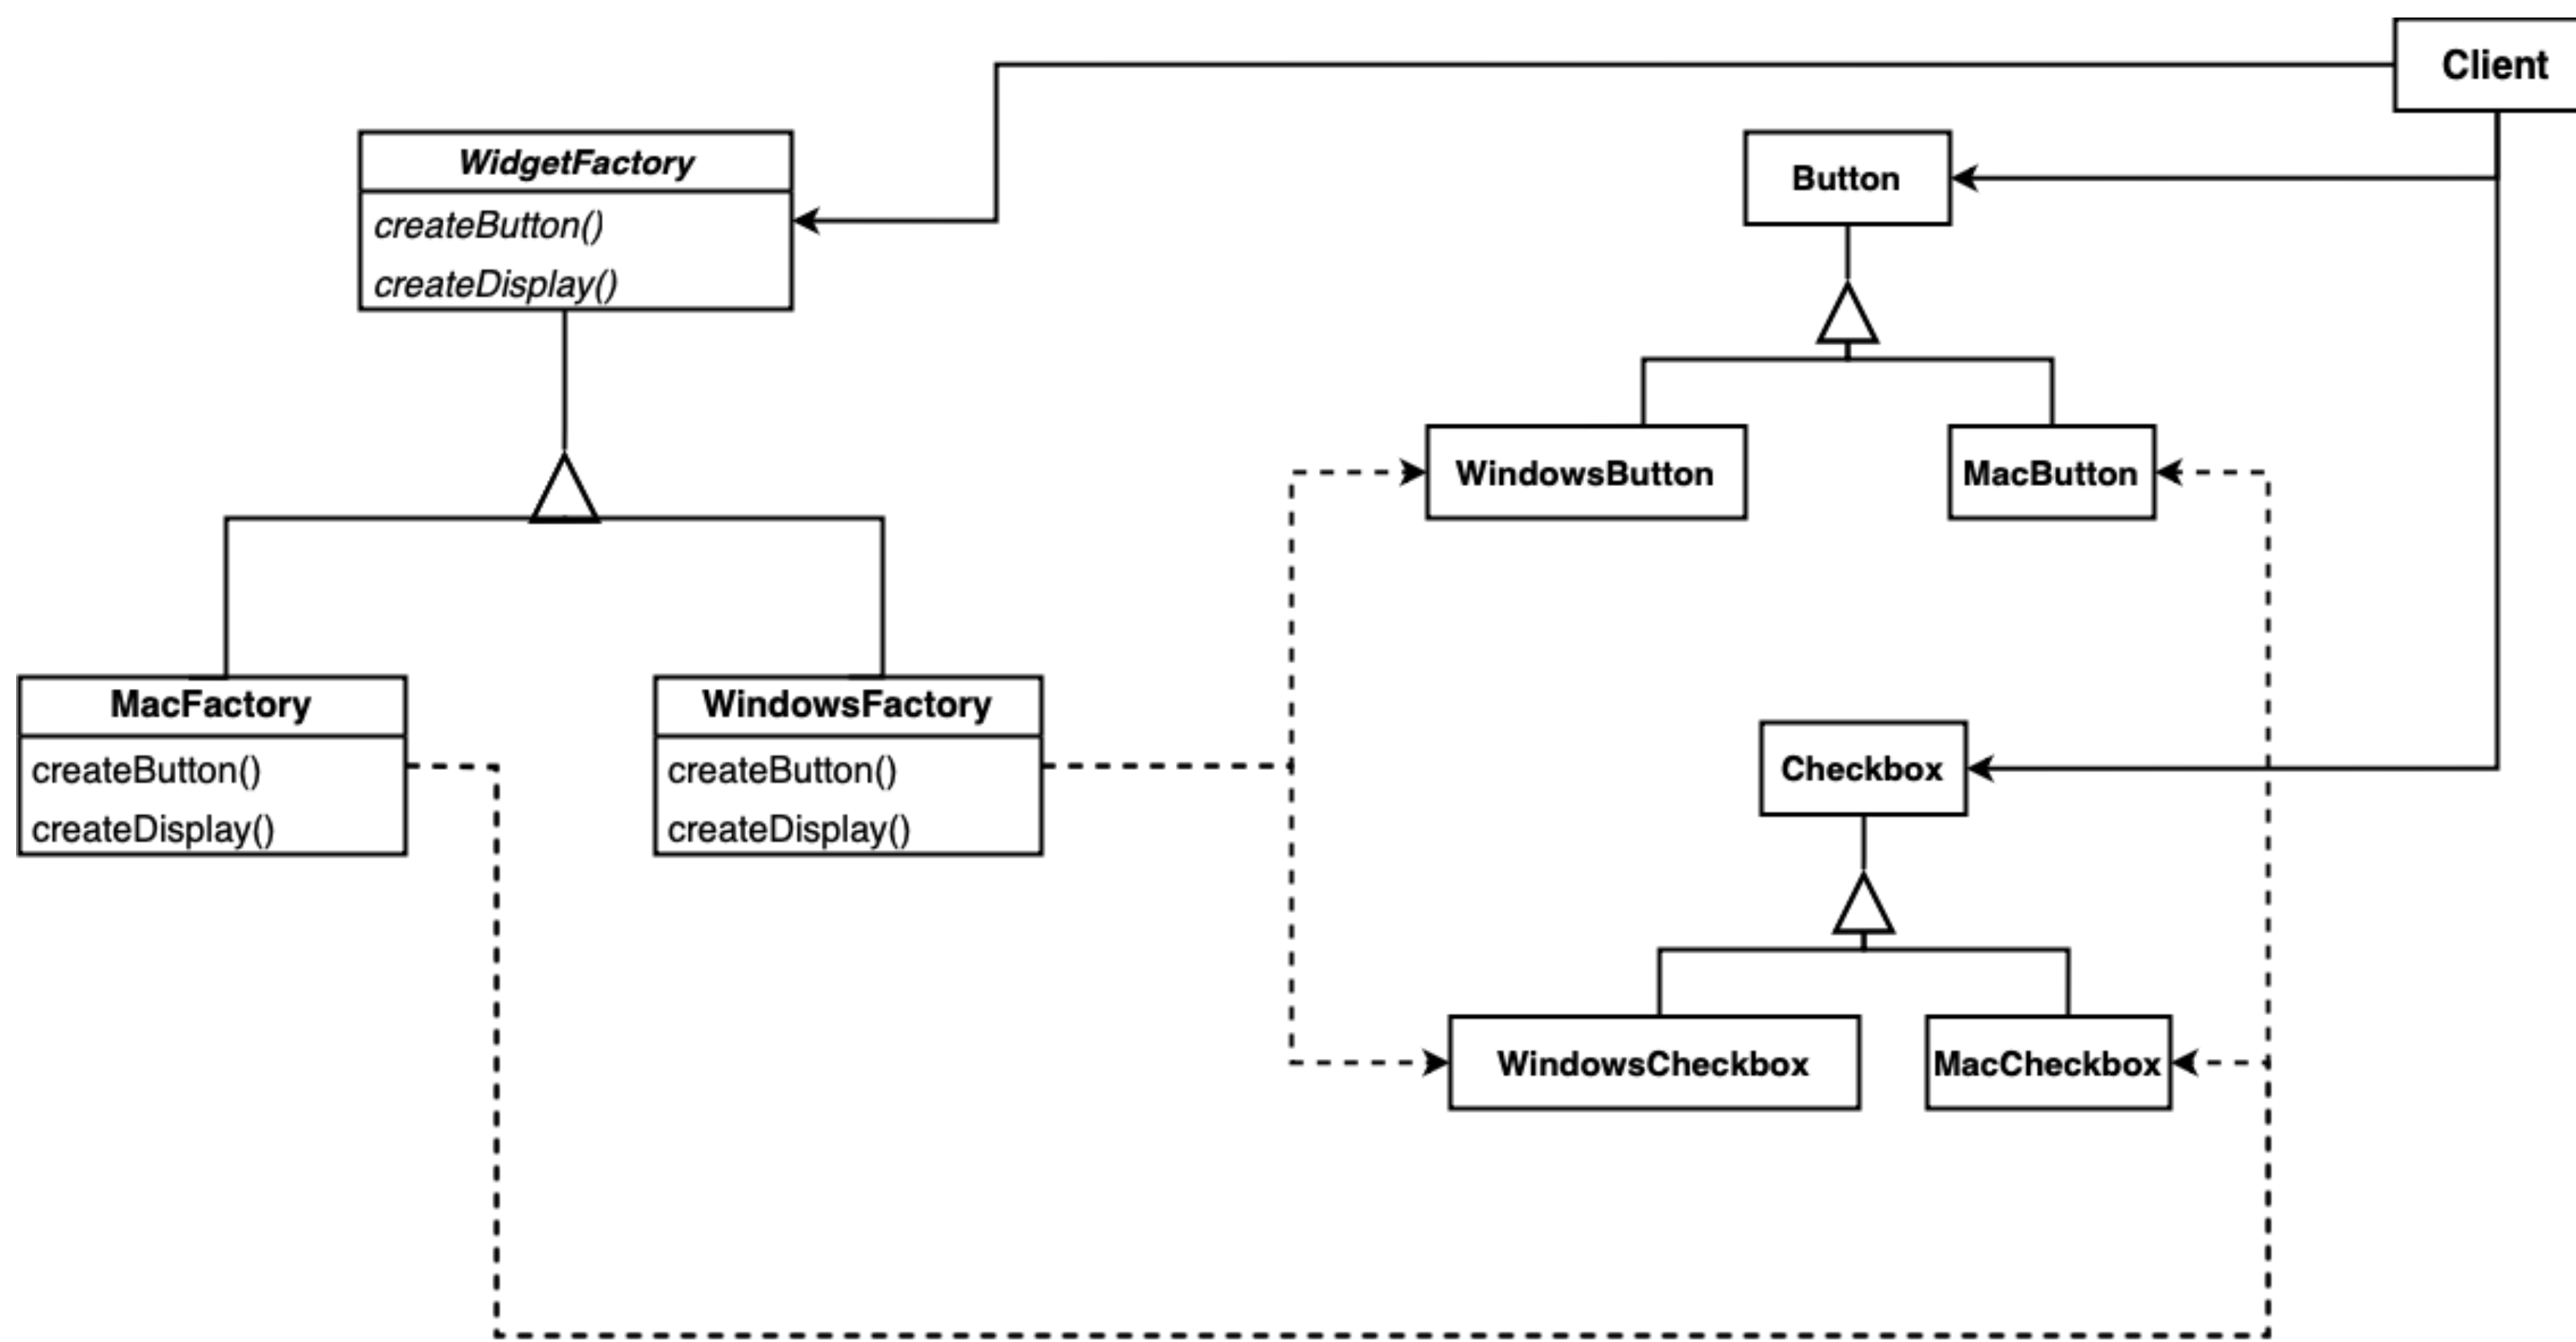 Client
WidgetFactory
createButton()
createDisplay()
Button
WindowsButton
MacButton
MacFactory
createButton()
createDisplay()
WindowsFactory
createButton()
createDisplay()
Checkbox
WindowsCheckbox
MacCheckbox